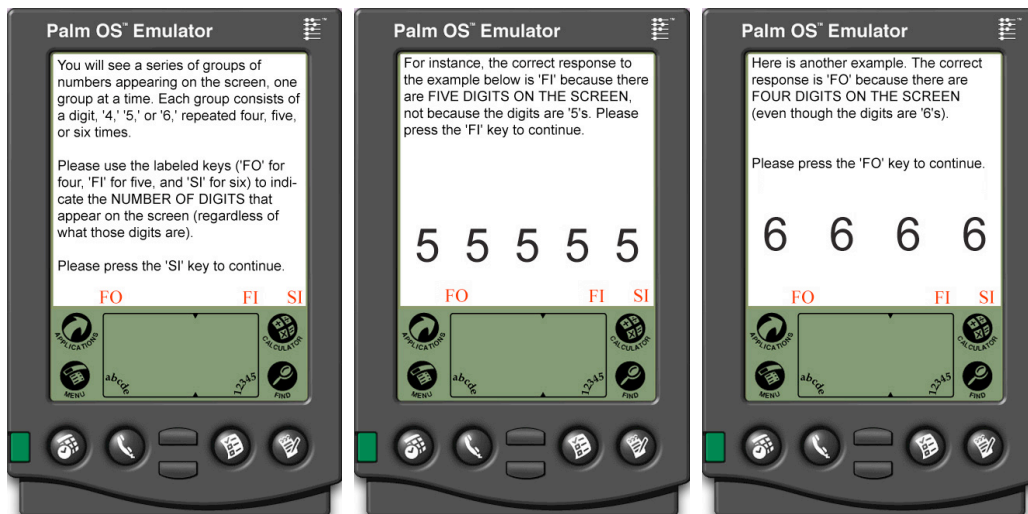 Palm OS™ Emulator
You will see a series of groups of
numbers appearing on the screen, one
group at a time. Each group consists of
a digit, '4,' '5,' or '6,' repeated four, five,
or six times.
Please use the labeled keys ('FO' for
four, 'FI' for five, and 'SI' for six) to indi-
cate the NUMBER OF DIGITS that
appear on the screen (regardless of
what those digits are).
Please press the 'SI' key to continue.
FO FI SI
APPLICATIONS
CALCULATOR
MENU
abcde
12345
FIND
Palm OS™ Emulator
For instance, the correct response to
the example below is 'FI' because there
are FIVE DIGITS ON THE SCREEN,
not because the digits are '5's. Please
press the 'FI' key to continue.
5 5 5 5 5
FO FI SI
APPLICATIONS
CALCULATOR
MENU
abcde
12345
FIND
Palm OS™ Emulator
Here is another example. The correct
response is 'FO' because there are
FOUR DIGITS ON THE SCREEN
(even though the digits are '6's).
Please press the 'FO' key to continue.
6 6 6 6
FO FI SI
APPLICATIONS
CALCULATOR
MENU
abcde
12345
FIND